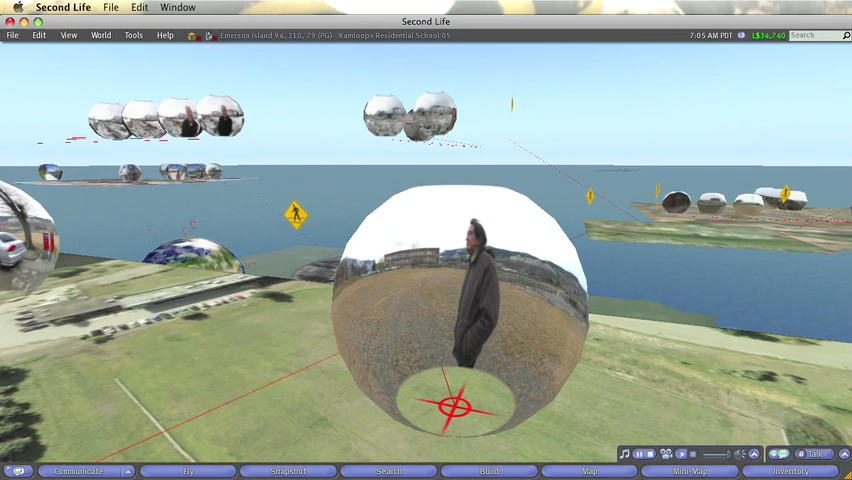 Second Life File Edit Window
Second Life
File Edit View World Tools Help Emerson Island 94, 210, 79 (PG) - Kamloops Residential School 05 7:05 AM PDT L$34,740 Search
Talk
Communicate Fly Snapshot Search Build Map Mini-Map Inventory